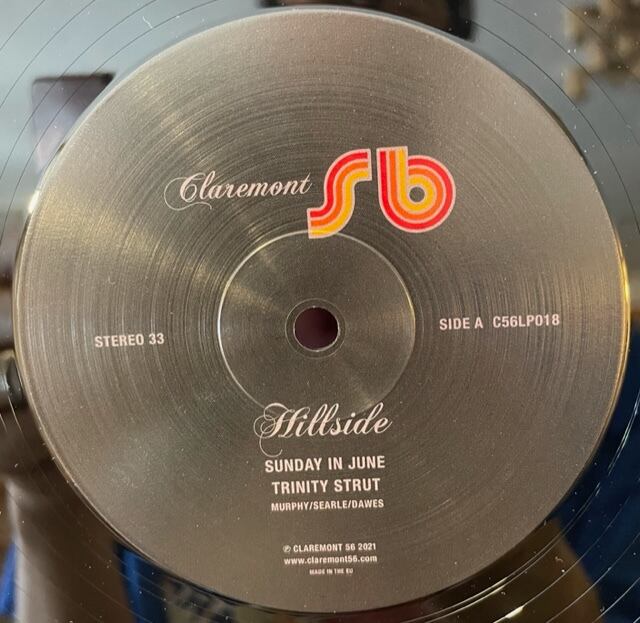 Claremont 56
STEREO 33
SIDE A C56LP018
Hillside
SUNDAY IN JUNE
TRINITY STRUT
MURPHY/SEARLE/DAWES
℗ CLAREMONT 56 2021
www.claremont56.com
MADE IN THE EU